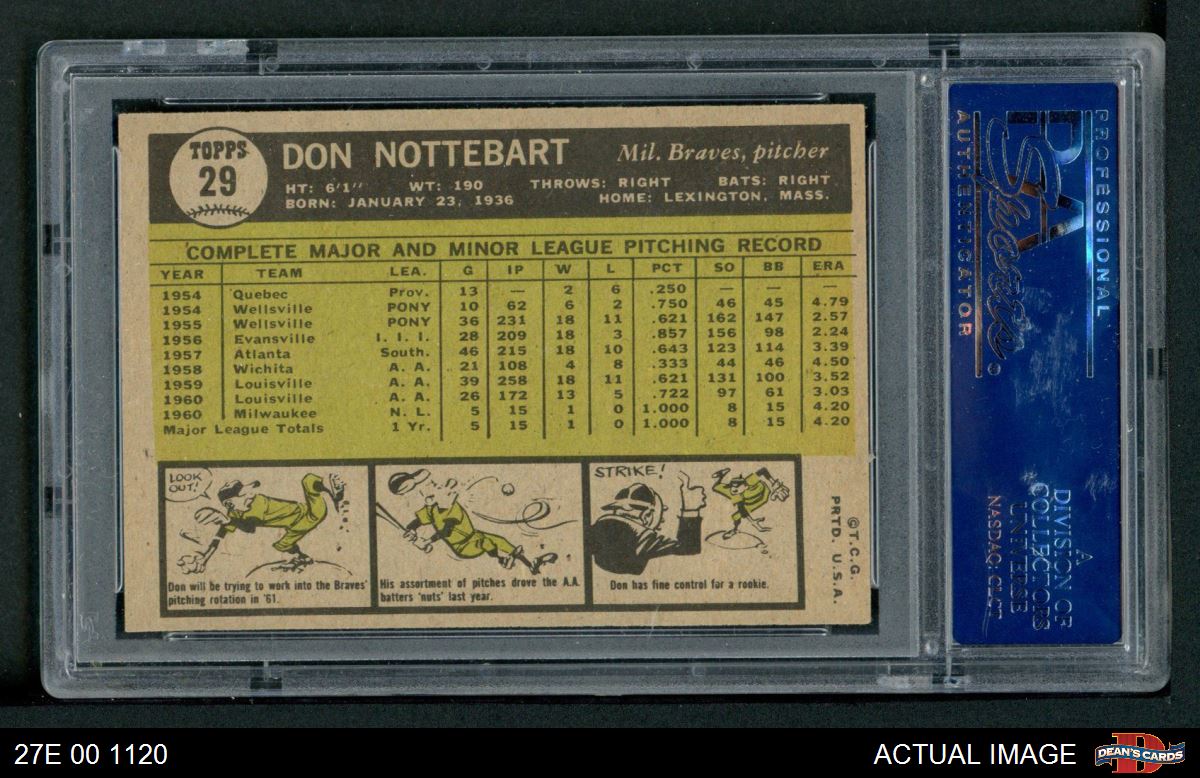 TOPPS
29
DON NOTTEBART Mil. Braves, pitcher
HT: 6'1" WT: 190 THROWS: RIGHT BATS: RIGHT
BORN: JANUARY 23, 1936 HOME: LEXINGTON, MASS.
COMPLETE MAJOR AND MINOR LEAGUE PITCHING RECORD
YEAR TEAM LEA. G IP W L PCT SO BB ERA
1954 Quebec Prov. 13 — 2 6 .250 — — —
1954 Wellsville PONY 10 62 6 2 .750 46 45 4.79
1955 Wellsville PONY 36 231 18 11 .621 162 147 2.57
1956 Evansville I. I. I. 28 209 18 3 .857 156 98 2.24
1957 Atlanta South. 46 215 18 10 .643 123 114 3.39
1958 Wichita A. A. 21 108 4 8 .333 44 46 4.50
1959 Louisville A. A. 39 258 18 11 .621 131 100 3.52
1960 Louisville A. A. 26 172 13 5 .722 97 61 3.03
1960 Milwaukee N. L. 5 15 1 0 1.000 8 15 4.20
Major League Totals 1 Yr. 5 15 1 0 1.000 8 15 4.20
LOOK
OUT!
Don will be trying to work into the Braves'
pitching rotation in '61.
His assortment of pitches drove the A.A.
batters 'nuts' last year.
STRIKE!
Don has fine control for a rookie.
© T.C.G.
PRTD. U.S.A.
PROFESSIONAL
PSA
Sports
AUTHENTICATOR
A
DIVISION OF
COLLECTORS
UNIVERSE
NASDAQ: CLCT
27E 00 1120
ACTUAL IMAGE
DEAN'S CARDS